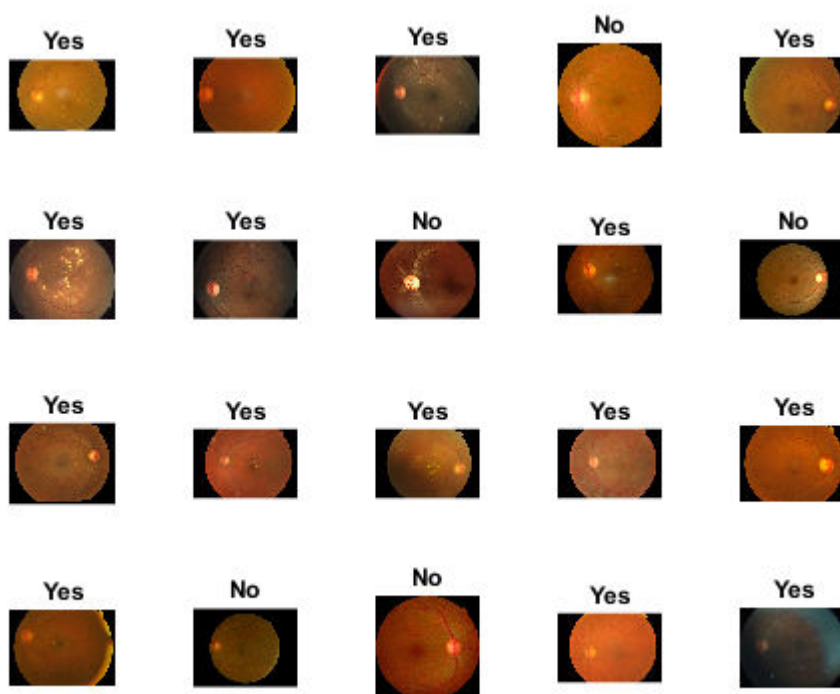 Yes Yes Yes No Yes
Yes Yes No Yes No
Yes Yes Yes Yes Yes
Yes No No Yes Yes